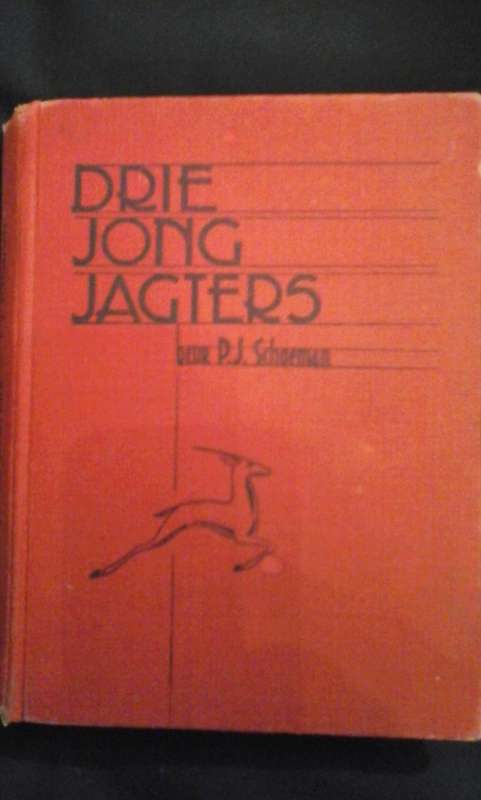 DRIE
JONG
JAGTERS
DEUR P.J. Schoeman